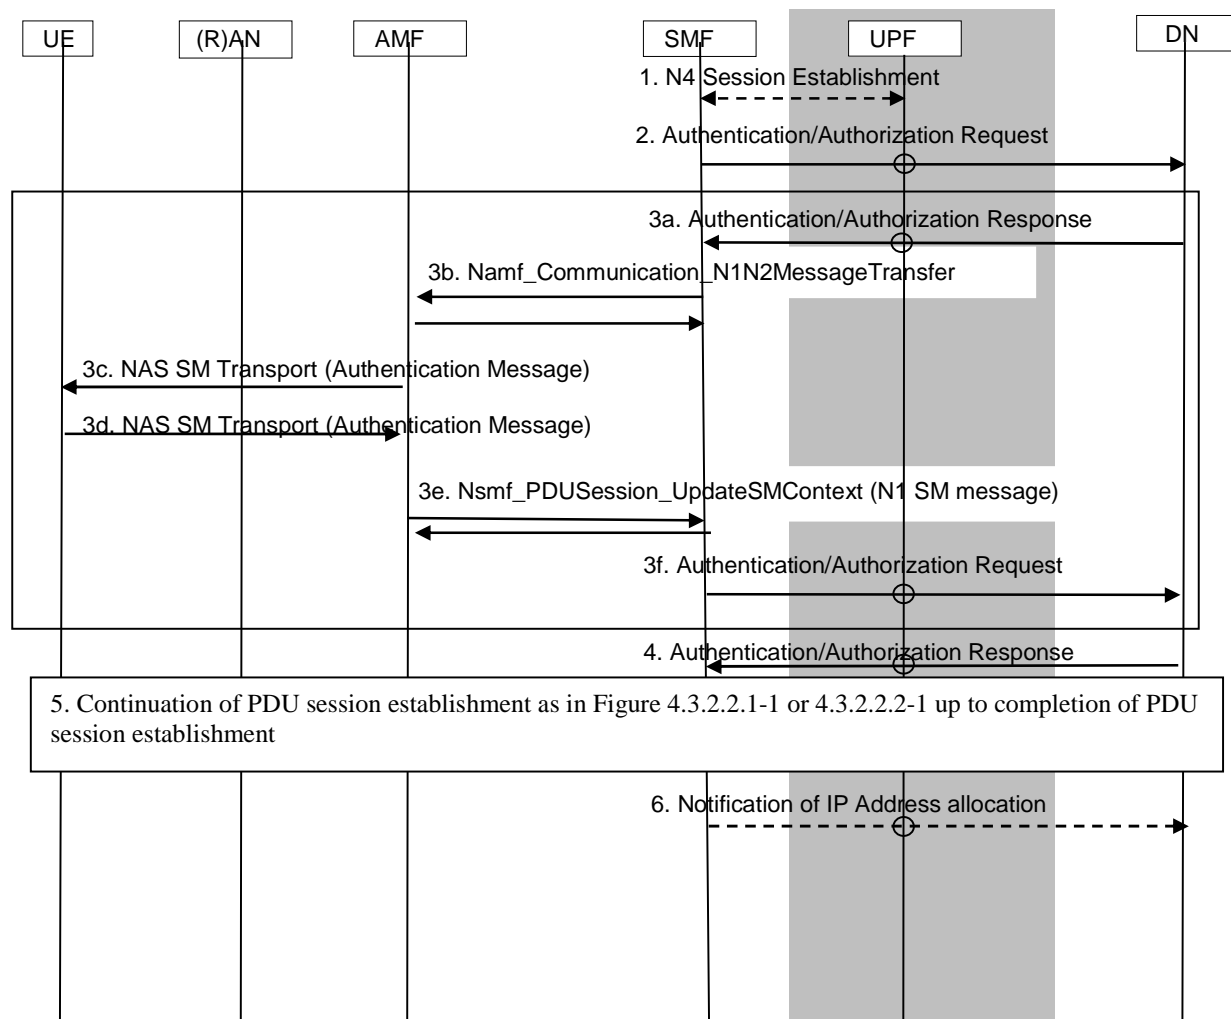 UE
(R)AN
AMF
SMF
UPF
DN
1. N4 Session Establishment
2. Authentication/Authorization Request
3a. Authentication/Authorization Response
3b. Namf_Communication_N1N2MessageTransfer
3c. NAS SM Transport (Authentication Message)
3d. NAS SM Transport (Authentication Message)
3e. Nsmf_PDUSession_UpdateSMContext (N1 SM message)
3f. Authentication/Authorization Request
4. Authentication/Authorization Response
5. Continuation of PDU session establishment as in Figure 4.3.2.2.1-1 or 4.3.2.2.2-1 up to completion of PDU
session establishment
6. Notification of IP Address allocation